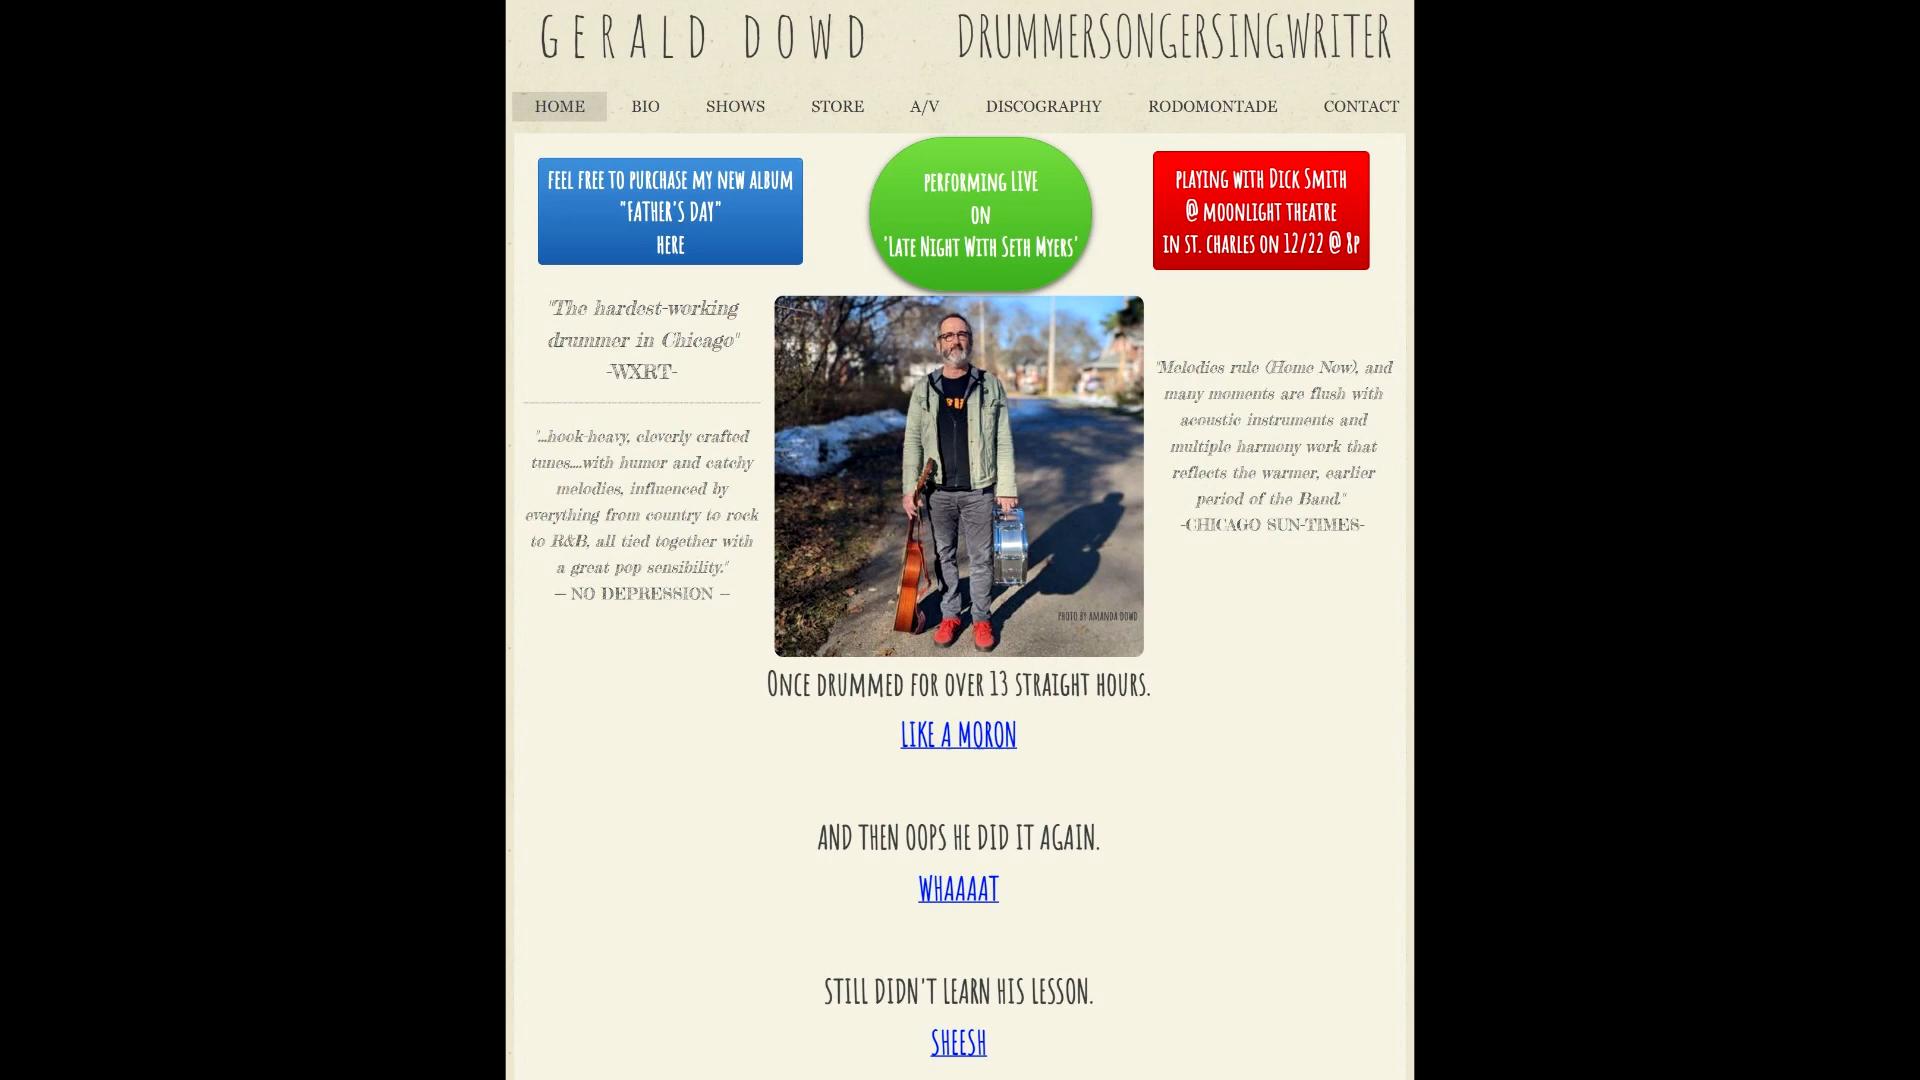 GERALD DOWD
DRUMMERSONGERSINGWRITER
HOME BIO SHOWS STORE A/V DISCOGRAPHY RODOMONTADE CONTACT
FEEL FREE TO PURCHASE MY NEW ALBUM
"FATHER'S DAY"
HERE
PERFORMING LIVE
ON
'LATE NIGHT WITH SETH MYERS'
PLAYING WITH DICK SMITH
@ MOONLIGHT THEATRE
IN ST. CHARLES ON 12/22 @ 8P
"The hardest-working
drummer in Chicago"
-WXRT-
"...hook-heavy, cleverly crafted
tunes....with humor and catchy
melodies, influenced by
everything from country to rock
to R&B, all tied together with
a great pop sensibility."
— NO DEPRESSION —
PHOTO BY AMANDA DOWD
"Melodies rule (Home Now), and
many moments are flush with
acoustic instruments and
multiple harmony work that
reflects the warmer, earlier
period of the Band."
-CHICAGO SUN-TIMES-
ONCE DRUMMED FOR OVER 13 STRAIGHT HOURS.
LIKE A MORON
AND THEN OOPS HE DID IT AGAIN.
WHAAAAT
STILL DIDN'T LEARN HIS LESSON.
SHEESH